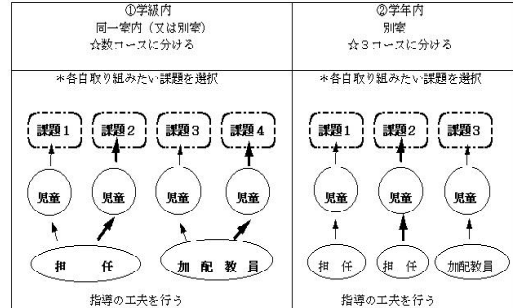 ①学級内
同一室内（又は別室）
☆数コースに分ける
＊各自取り組みたい課題を選択
課題1 課題2 課題3 課題4
児童 児童 児童 児童
担 任 加 配 教 員
指導の工夫を行う
②学年内
別室
☆3コースに分ける
＊各自取り組みたい課題を選択
課題1 課題2 課題3
児童 児童 児童
担 任 担 任 加配教員
指導の工夫を行う